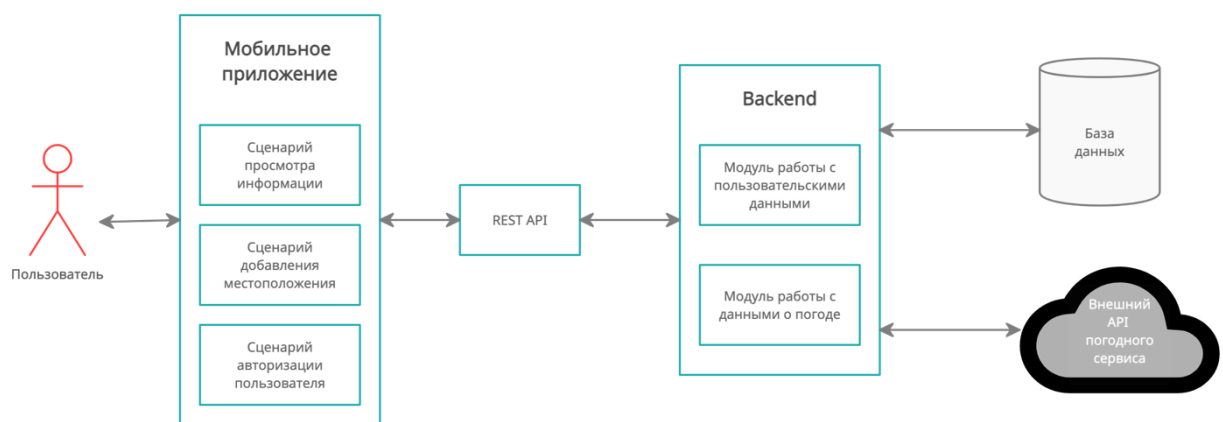 Пользователь
Мобильное
приложение
Сценарий
просмотра
информации
Сценарий
добавления
местоположения
Сценарий
авторизации
пользователя
REST API
Backend
Модуль работы с
пользовательскими
данными
Модуль работы с
данными о погоде
База
данных
Внешний
API
погодного
сервиса